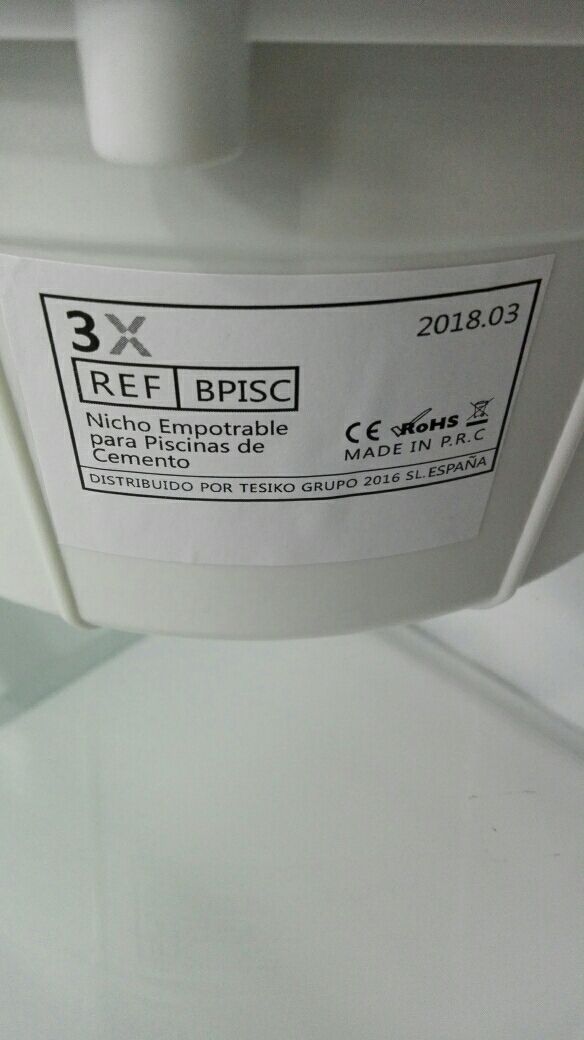 3X
2018.03
REF BPISC
Nicho Empotrable
para Piscinas de
Cemento
CE RoHS
MADE IN P.R.C
DISTRIBUIDO POR TESIKO GRUPO 2016 SL.ESPAÑA